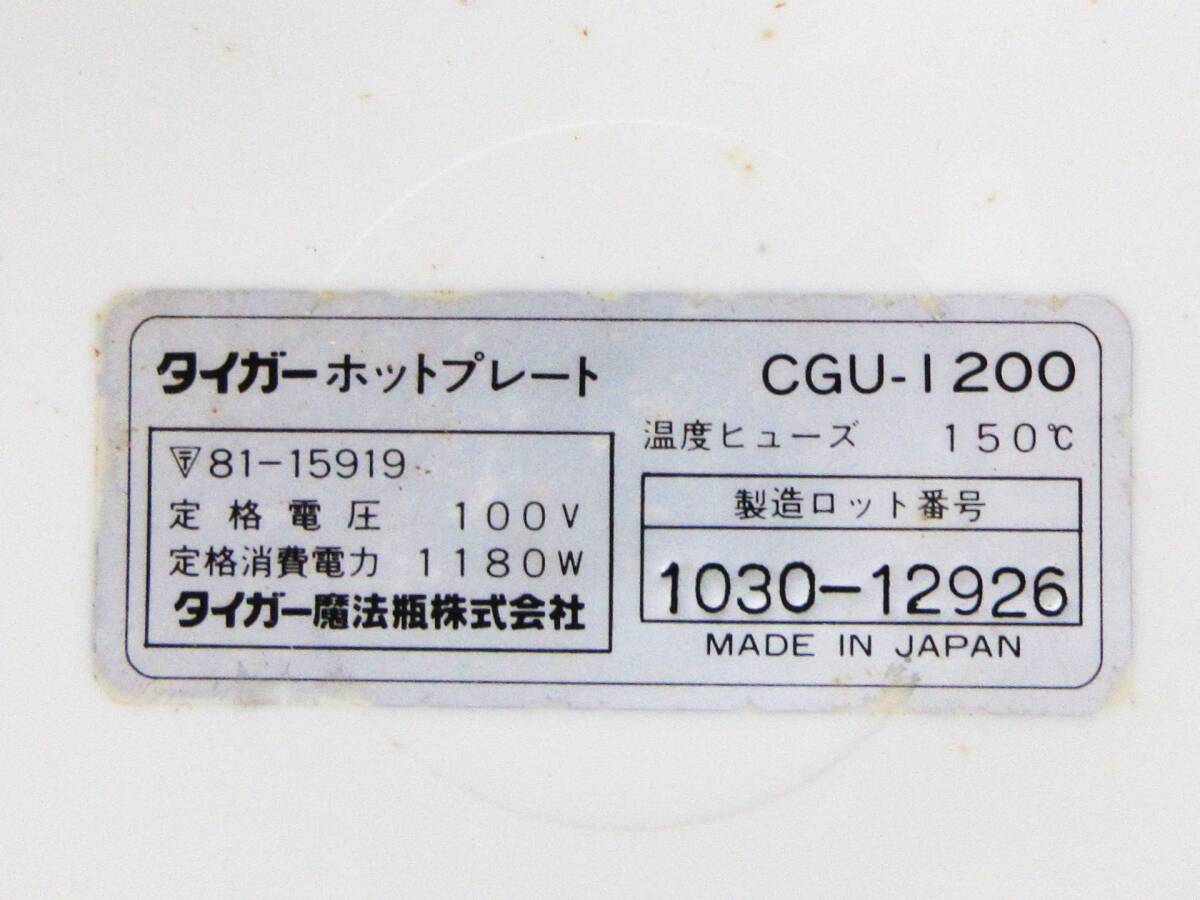 タイガーホットプレート CGU-1200
温度ヒューズ 150℃
81-15919
定格電圧 100V
定格消費電力 1180W
タイガー魔法瓶株式会社
製造ロット番号
1030-12926
MADE IN JAPAN